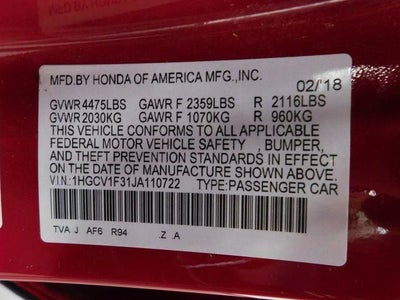 MFD.BY HONDA OF AMERICA MFG.,INC. 02/'18
GVWR 4475LBS GAWR F 2359LBS R 2116LBS
GVWR 2030KG GAWR F 1070KG R 960KG
THIS VEHICLE CONFORMS TO ALL APPLICABLE
FEDERAL MOTOR VEHICLE SAFETY , BUMPER,
AND THEFT PREVENTION STANDARDS IN EFFECT
ON THE DATE OF MANUFACTURE SHOWN ABOVE.
VIN:1HGCV1F31JA110722 TYPE:PASSENGER CAR
TVA J AF6 R94 .Z .A